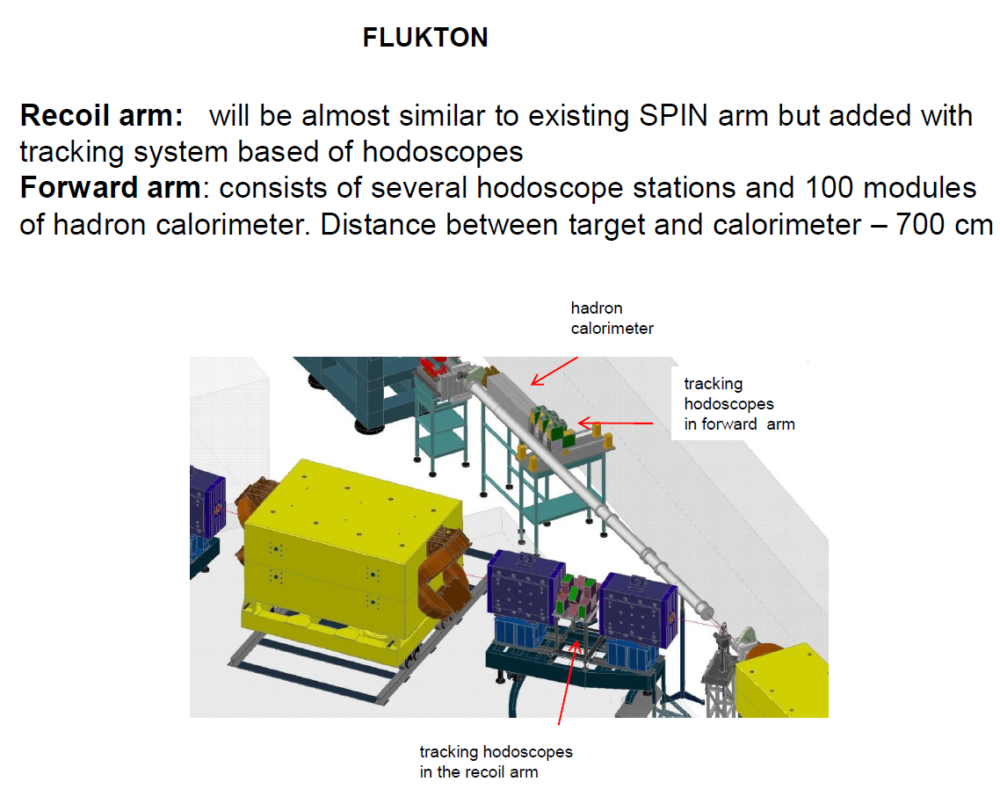 FLUKTON
Recoil arm: will be almost similar to existing SPIN arm but added with
tracking system based of hodoscopes
Forward arm: consists of several hodoscope stations and 100 modules
of hadron calorimeter. Distance between target and calorimeter – 700 cm
hadron
calorimeter
tracking
hodoscopes
in forward arm
tracking hodoscopes
in the recoil arm